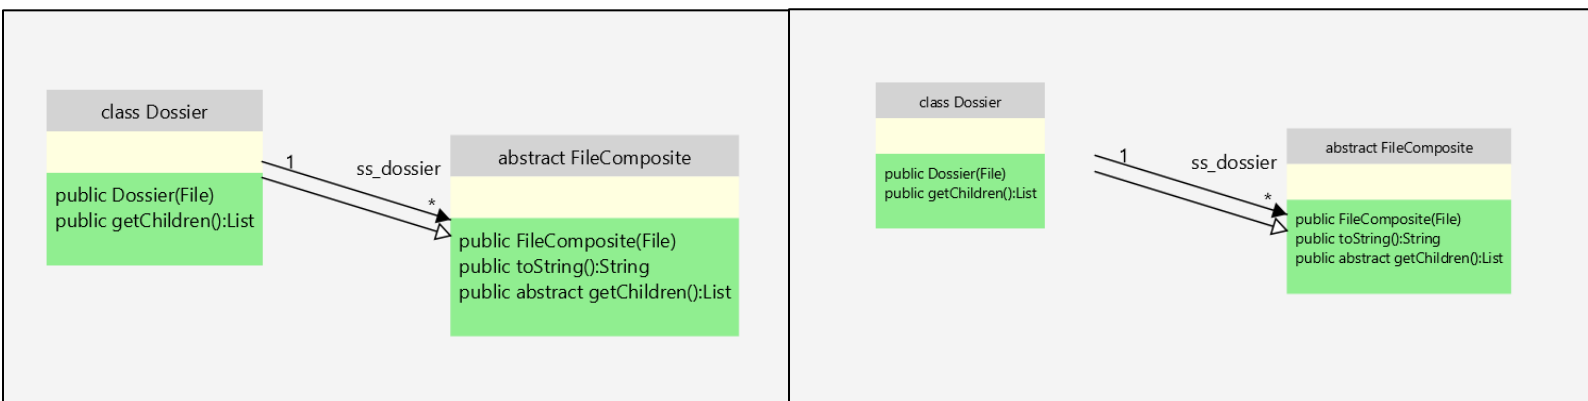 class Dossier
public Dossier(File)
public getChildren():List
1
ss_dossier
*
abstract FileComposite
public FileComposite(File)
public toString():String
public abstract getChildren():List
class Dossier
public Dossier(File)
public getChildren():List
1
ss_dossier
*
abstract FileComposite
public FileComposite(File)
public toString():String
public abstract getChildren():List